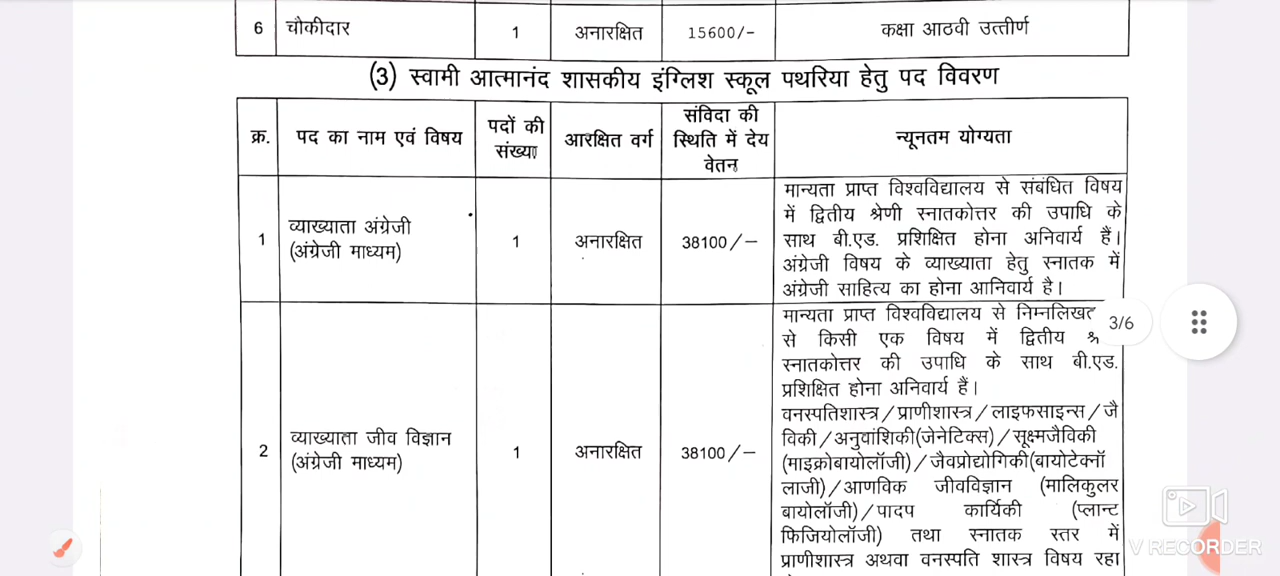 6 चौकीदार 1 अनारक्षित 15600/- कक्षा आठवी उत्तीर्ण
(3) स्वामी आत्मानंद शासकीय इंग्लिश स्कूल पथरिया हेतु पद विवरण
क्र. पद का नाम एवं विषय पदों की संख्या आरक्षित वर्ग संविदा की स्थिति में देय वेतन न्यूनतम योग्यता
1 व्याख्याता अंग्रेजी
(अंग्रेजी माध्यम)
1 अनारक्षित 38100/-
मान्यता प्राप्त विश्वविद्यालय से संबंधित विषय
में द्वितीय श्रेणी स्नातकोत्तर की उपाधि के
साथ बी.एड. प्रशिक्षित होना अनिवार्य हैं।
अंग्रेजी विषय के व्याख्याता हेतु स्नातक में
अंग्रेजी साहित्य का होना आनिवार्य है।
2 व्याख्याता जीव विज्ञान
(अंग्रेजी माध्यम)
1 अनारक्षित 38100/-
मान्यता प्राप्त विश्वविद्यालय से निम्नलिखत
से किसी एक विषय में द्वितीय
स्नातकोत्तर की उपाधि के साथ बी.एड.
प्रशिक्षित होना अनिवार्य हैं।
वनस्पतिशास्त्र/प्राणीशास्त्र/लाइफसाइन्स/जै
विकी/अनुवांशिकी(जेनेटिक्स)/सूक्ष्मजैविकी
(माइक्रोबायोलॉजी)/जैवप्रोद्योगिकी(बायोटेक्नॉ
लाजी)/आणविक जीवविज्ञान (मालिकुलर
बायोलॉजी)/पादप कार्यिकी (प्लान्ट
फिजियोलॉजी) तथा स्नातक स्तर में
प्राणीशास्त्र अथवा वनस्पति शास्त्र विषय रहा
3/6
V RECORDER